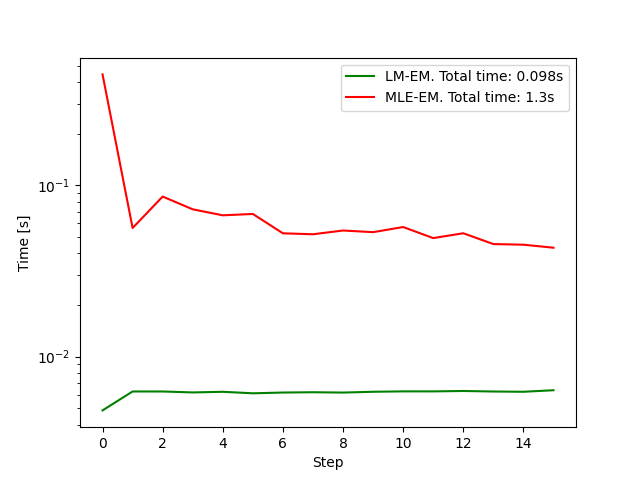 LM-EM. Total time: 0.098s
MLE-EM. Total time: 1.3s
10⁻¹
10⁻²
Time [s]
0 2 4 6 8 10 12 14
Step